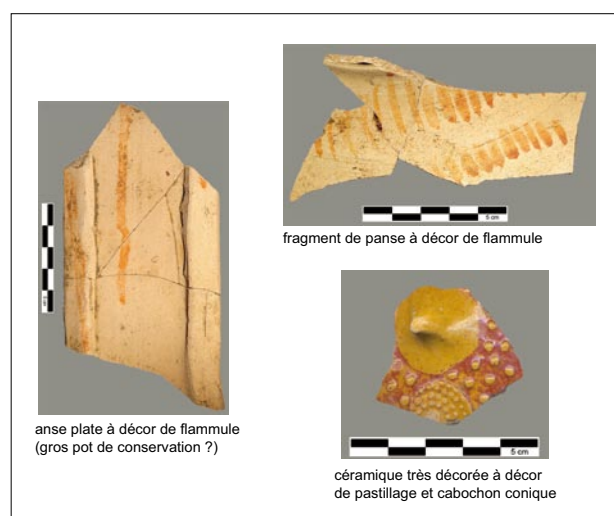 5 cm
fragment de panse à décor de flammule
anse plate à décor de flammule
(gros pot de conservation ?)
5 cm
céramique très décorée à décor
de pastillage et cabochon conique